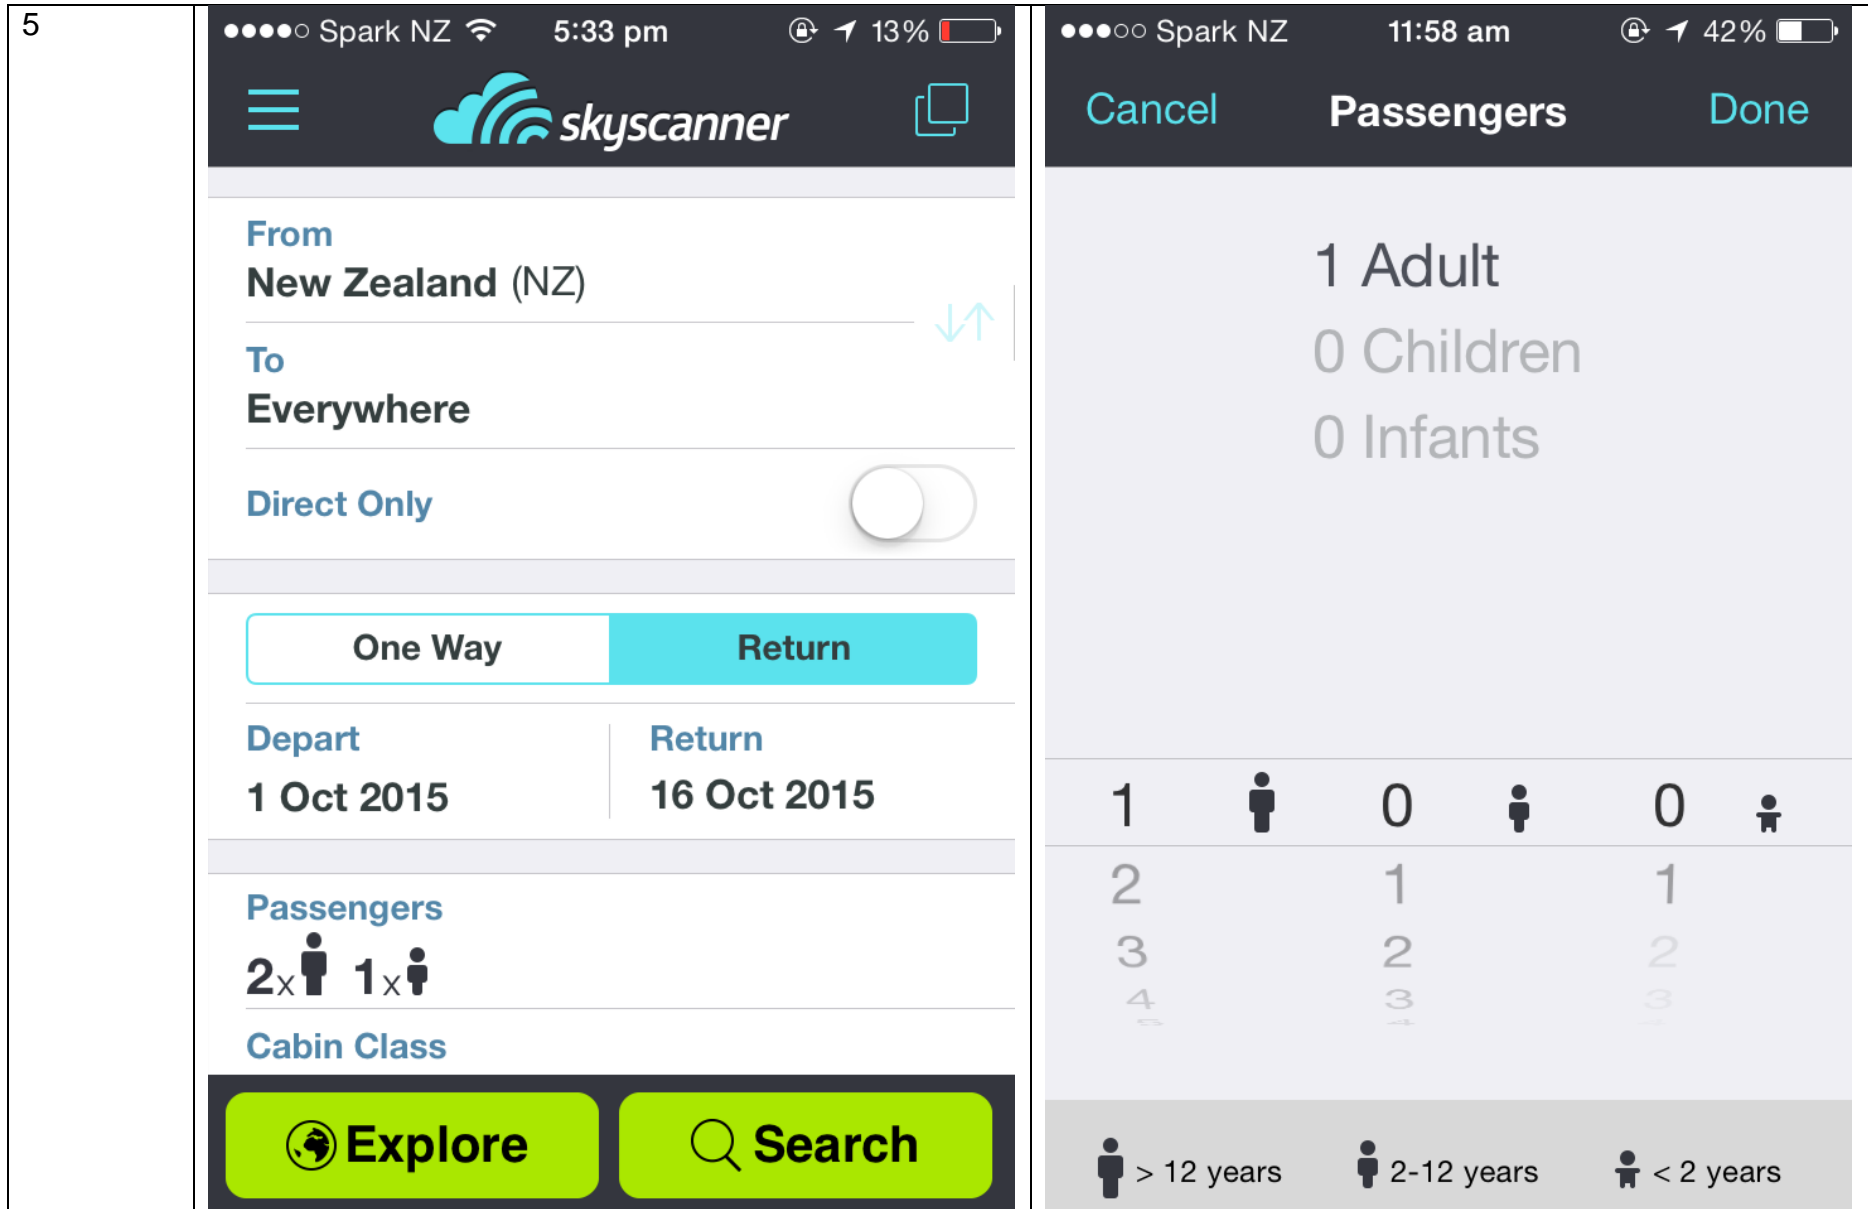 5
Spark NZ 5:33 pm 13%
skyscanner
From
New Zealand (NZ)
To
Everywhere
Direct Only
One Way Return
Depart Return
1 Oct 2015 16 Oct 2015
Passengers
2x 1x
Cabin Class
Explore Search
Spark NZ 11:58 am 42%
Cancel Passengers Done
1 Adult
0 Children
0 Infants
1 0 0
2 1 1
3 2 2
4 3 3
5 4 4
> 12 years 2-12 years < 2 years